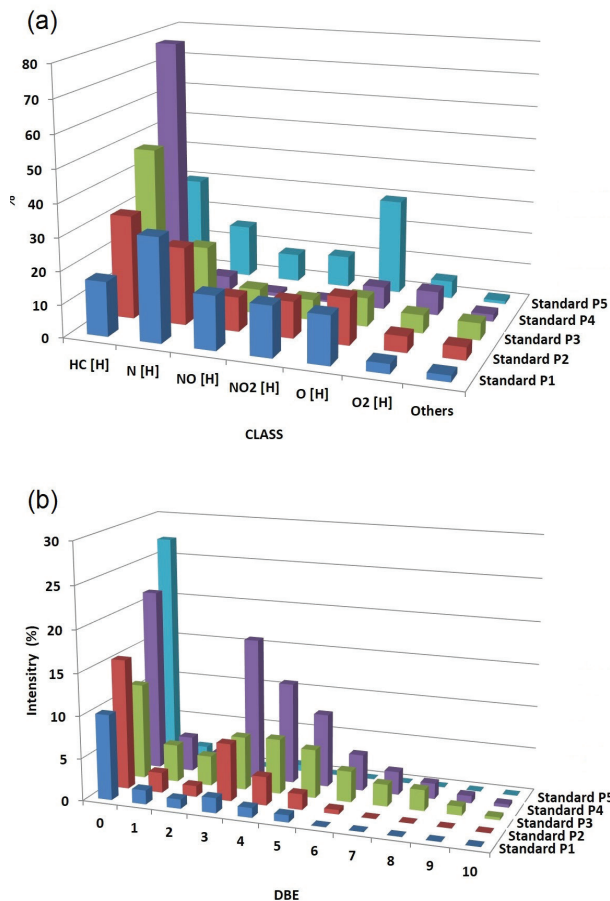 (a)
80
70
60
50
40
30
20
10
0
%
HC [H]
N [H]
NO [H]
NO2 [H]
O [H]
O2 [H]
Others
CLASS
Standard P5
Standard P4
Standard P3
Standard P2
Standard P1
(b)
30
25
20
15
10
5
0
Intensitry (%)
0 1 2 3 4 5 6 7 8 9 10
DBE
Standard P5
Standard P4
Standard P3
Standard P2
Standard P1